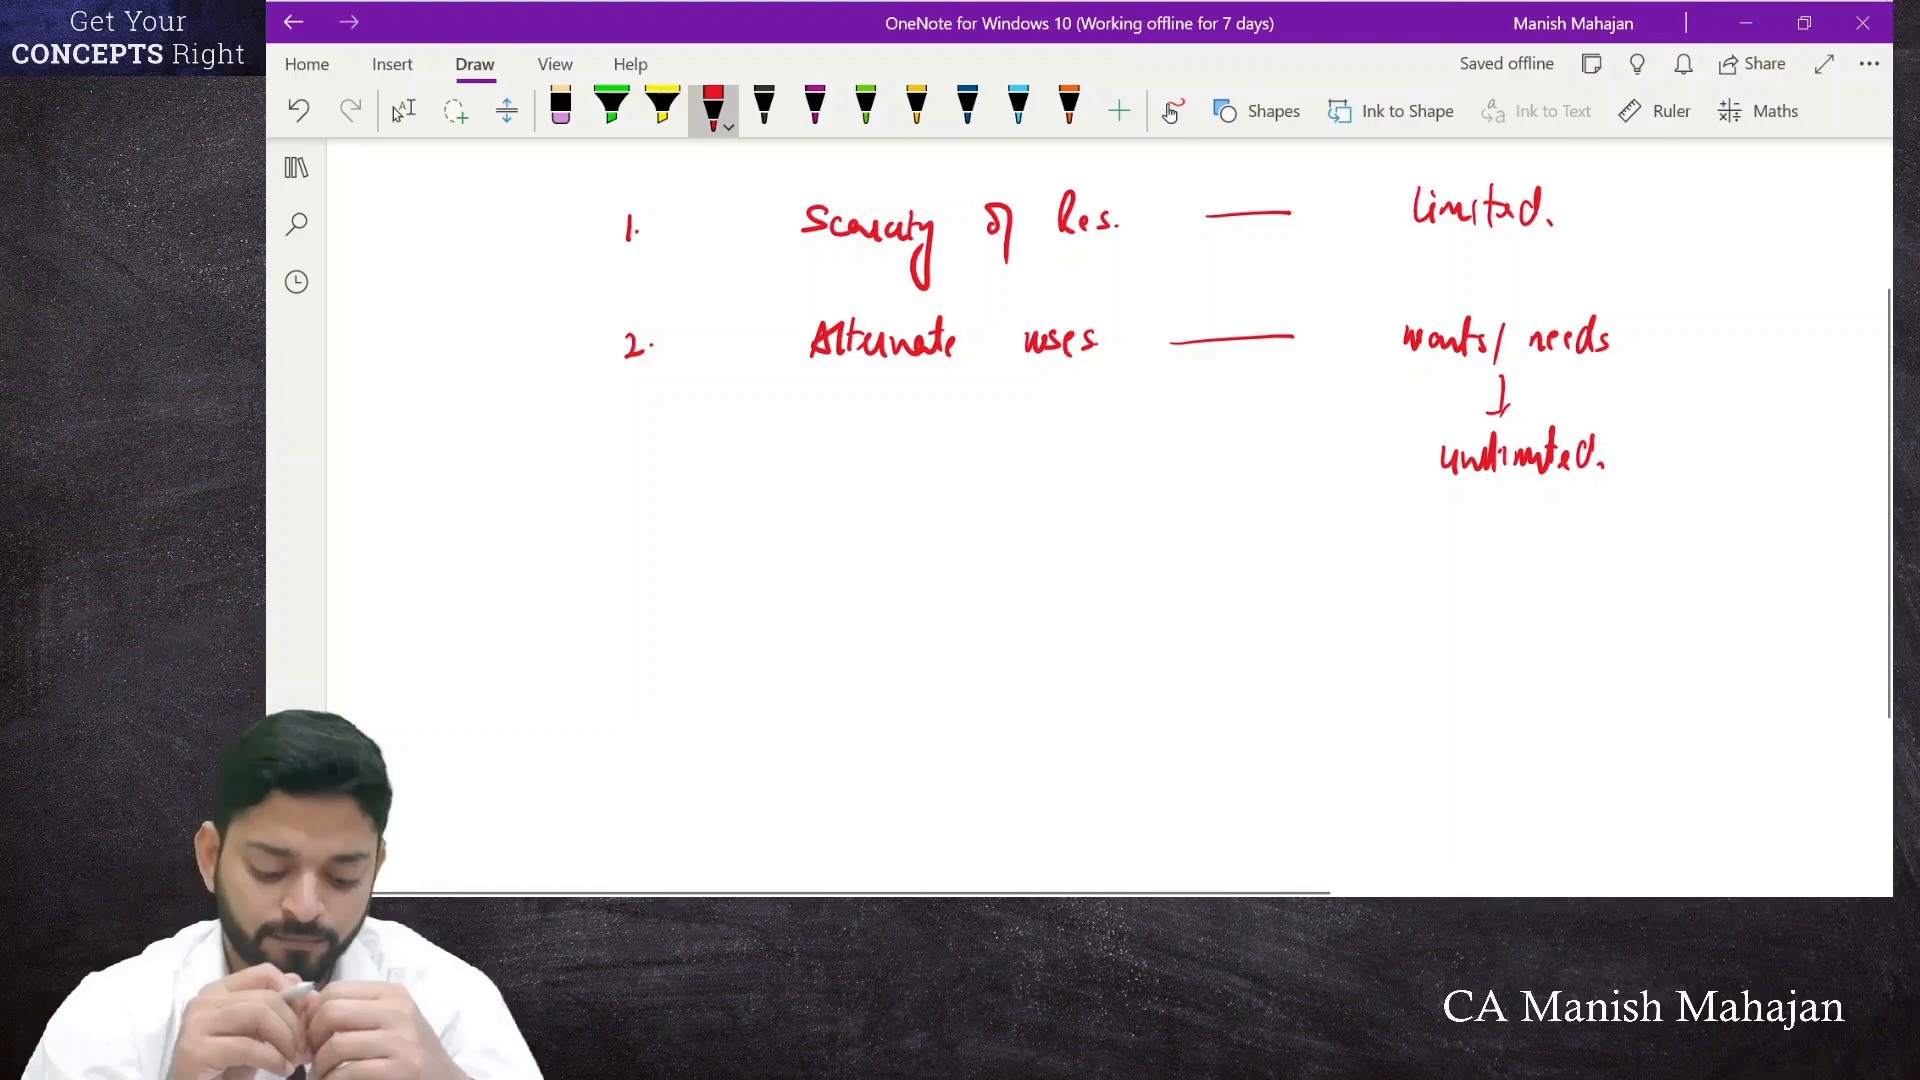 Get Your
CONCEPTS Right
OneNote for Windows 10 (Working offline for 7 days)
Manish Mahajan
Home Insert Draw View Help
Saved offline
Share
Shapes
Ink to Shape
Ink to Text
Ruler
Maths
1. Scarcity of Res. — limited.
2. Alternate uses — wants/ needs
unlimited.
CA Manish Mahajan